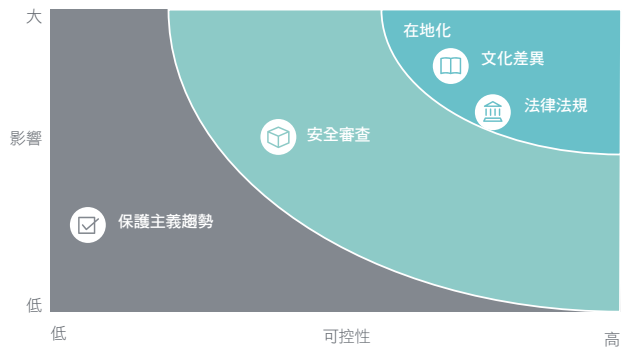 大
在地化
文化差異
法律法規
影響
安全審查
保護主義趨勢
低
低
可控性
高